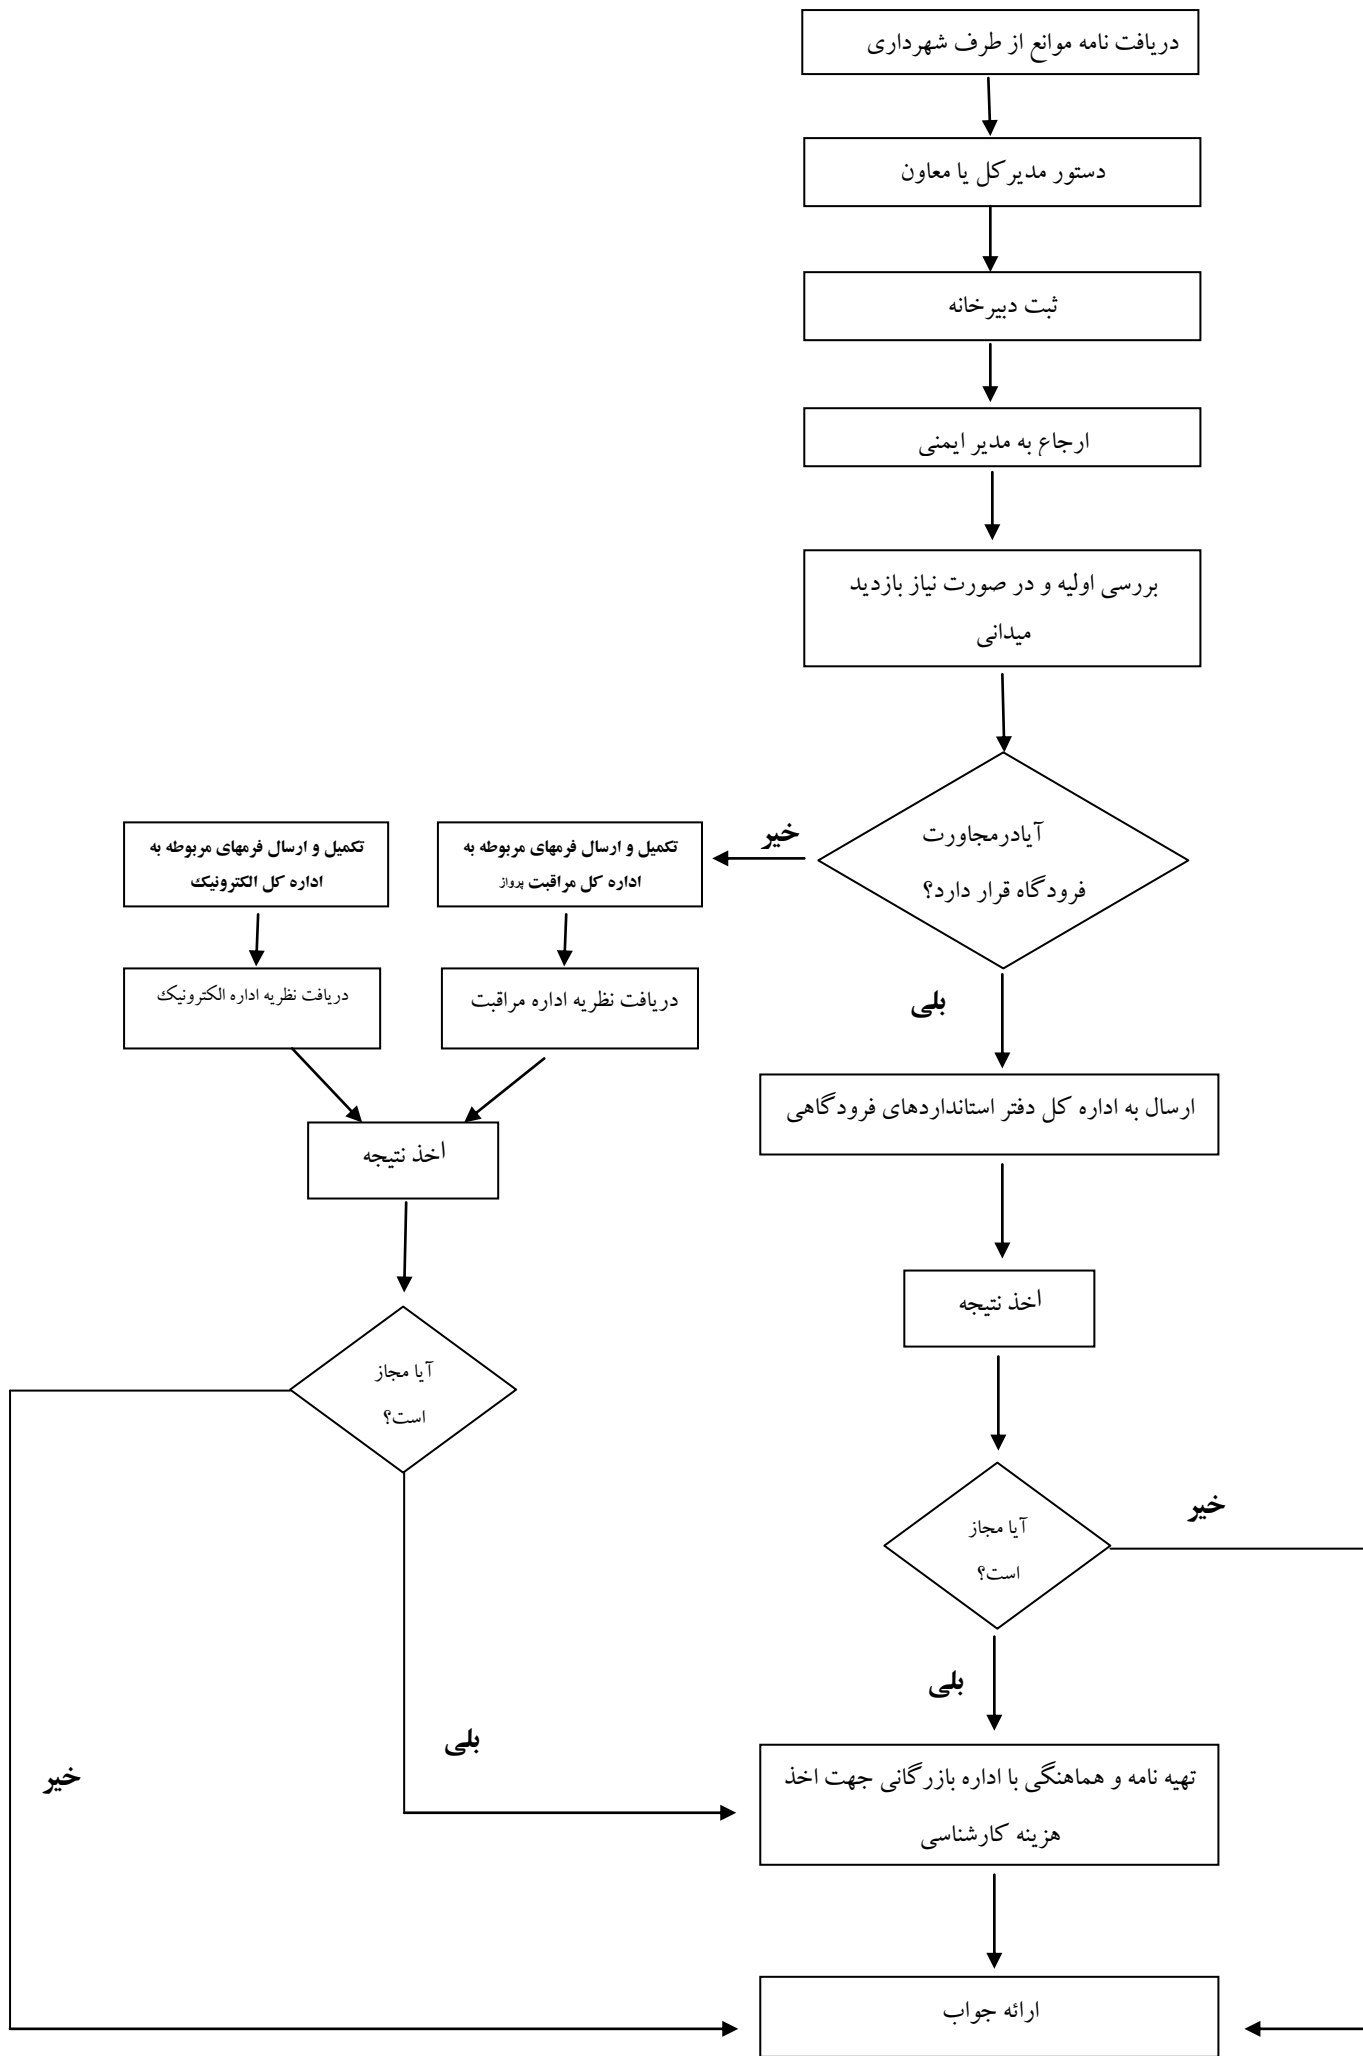 دریافت نامه موانع از طرف شهرداری
دستور مدیرکل یا معاون
ثبت دبیرخانه
ارجاع به مدیر ایمنی
بررسی اولیه و در صورت نیاز بازدید
میدانی
آیادرمجاورت
فرودگاه قرار دارد؟
خیر
تکمیل و ارسال فرمهای مربوطه به
اداره کل مراقبت پرواز
تکمیل و ارسال فرمهای مربوطه به
اداره کل الکترونیک
دریافت نظریه اداره مراقبت
دریافت نظریه اداره الکترونیک
بلی
ارسال به اداره کل دفتر استانداردهای فرودگاهی
اخذ نتیجه
اخذ نتیجه
آیا مجاز
است؟
آیا مجاز
است؟
خیر
بلی
بلی
خیر
تهیه نامه و هماهنگی با اداره بازرگانی جهت اخذ
هزینه کارشناسی
ارائه جواب